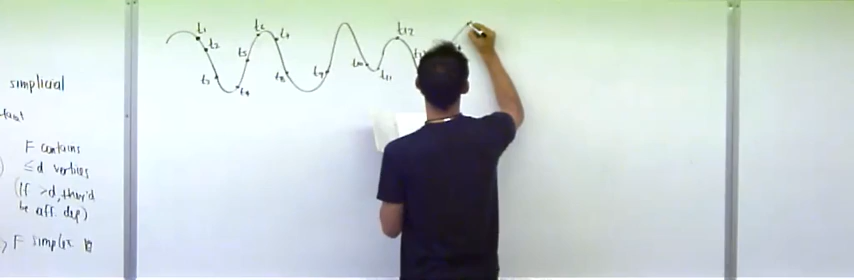 simplicial
F contains
≤d vertices
(If >d, they'd
be aff. dep)
⇒ F simplex
t₁
t₂
t₃
t₄
t₅
t₆
t₇
t₈
t₉
t₁₀
t₁₁
t₁₂